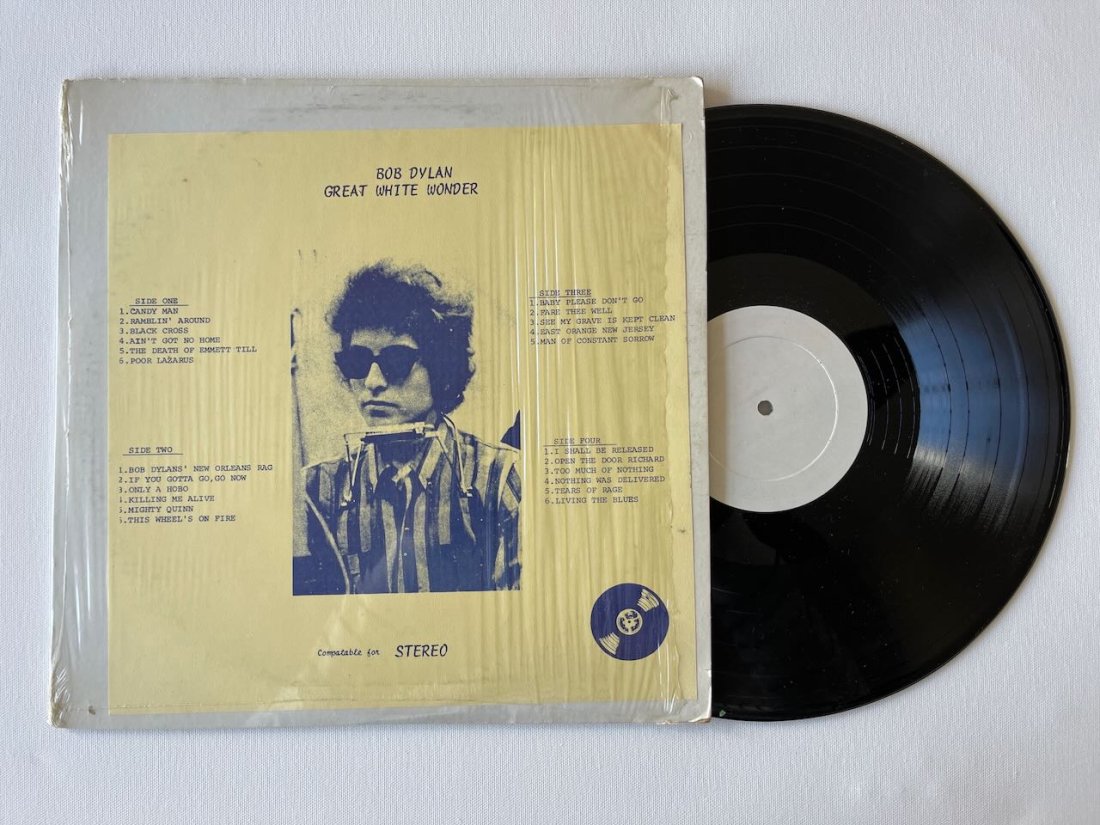 BOB DYLAN
GREAT WHITE WONDER
SIDE ONE
1.CANDY MAN
2.RAMBLIN' AROUND
3.BLACK CROSS
4.AIN'T GOT NO HOME
5.THE DEATH OF EMMETT TILL
6.POOR LAZARUS
SIDE TWO
1.BOB DYLANS' NEW ORLEANS RAG
2.IF YOU GOTTA GO,GO NOW
3.ONLY A HOBO
4.KILLING ME ALIVE
5.MIGHTY QUINN
6.THIS WHEEL'S ON FIRE
SIDE THREE
1.BABY PLEASE DON'T GO
2.FARE THEE WELL
3.SEE MY GRAVE IS KEPT CLEAN
4.EAST ORANGE NEW JERSEY
5.MAN OF CONSTANT SORROW
SIDE FOUR
1.I SHALL BE RELEASED
2.OPEN THE DOOR RICHARD
3.TOO MUCH OF NOTHING
4.NOTHING WAS DELIVERED
5.TEARS OF RAGE
6.LIVING THE BLUES
Compatable for STEREO